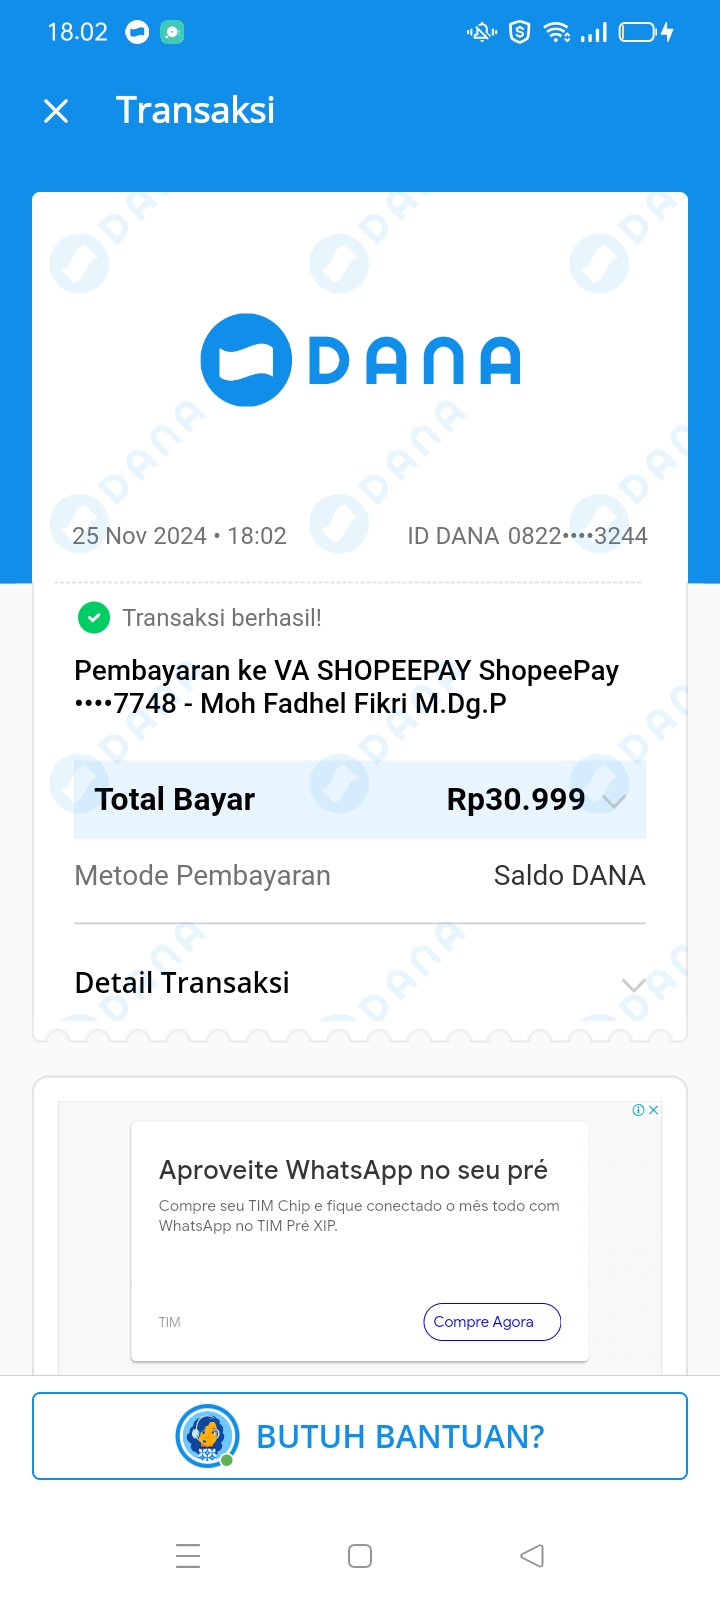 18.02
Transaksi
DANA
25 Nov 2024 • 18:02 ID DANA 0822••••3244
Transaksi berhasil!
Pembayaran ke VA SHOPEEPAY ShopeePay
••••7748 - Moh Fadhel Fikri M.Dg.P
Total Bayar Rp30.999
Metode Pembayaran Saldo DANA
Detail Transaksi
Aproveite WhatsApp no seu pré
Compre seu TIM Chip e fique conectado o mês todo com
WhatsApp no TIM Pré XIP.
TIM Compre Agora
BUTUH BANTUAN?